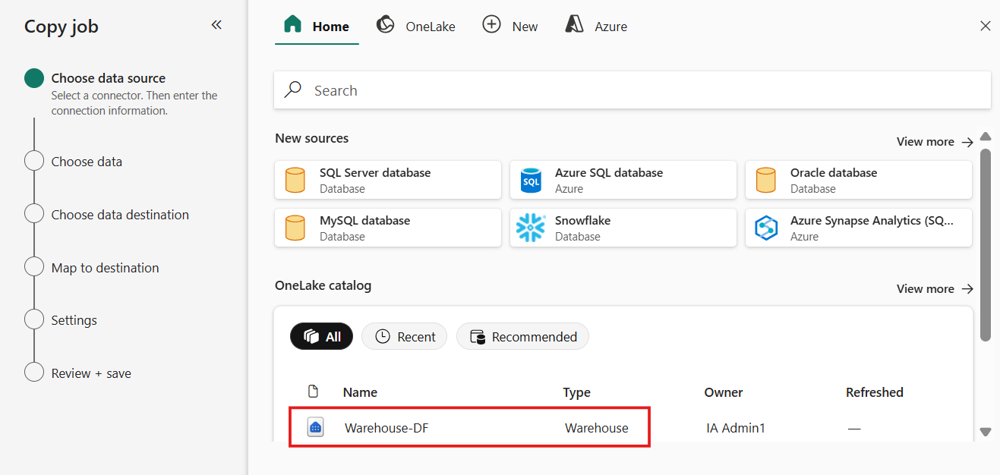 Copy job
«
Choose data source
Select a connector. Then enter the
connection information.
Choose data
Choose data destination
Map to destination
Settings
Review + save
Home OneLake New Azure
Search
New sources View more →
SQL Server database
Database
Azure SQL database
Azure
SQL
Oracle database
Database
MySQL database
Database
Snowflake
Database
Azure Synapse Analytics (SQ...
Azure
OneLake catalog View more →
All Recent Recommended
Name Type Owner Refreshed
Warehouse-DF Warehouse IA Admin1 —